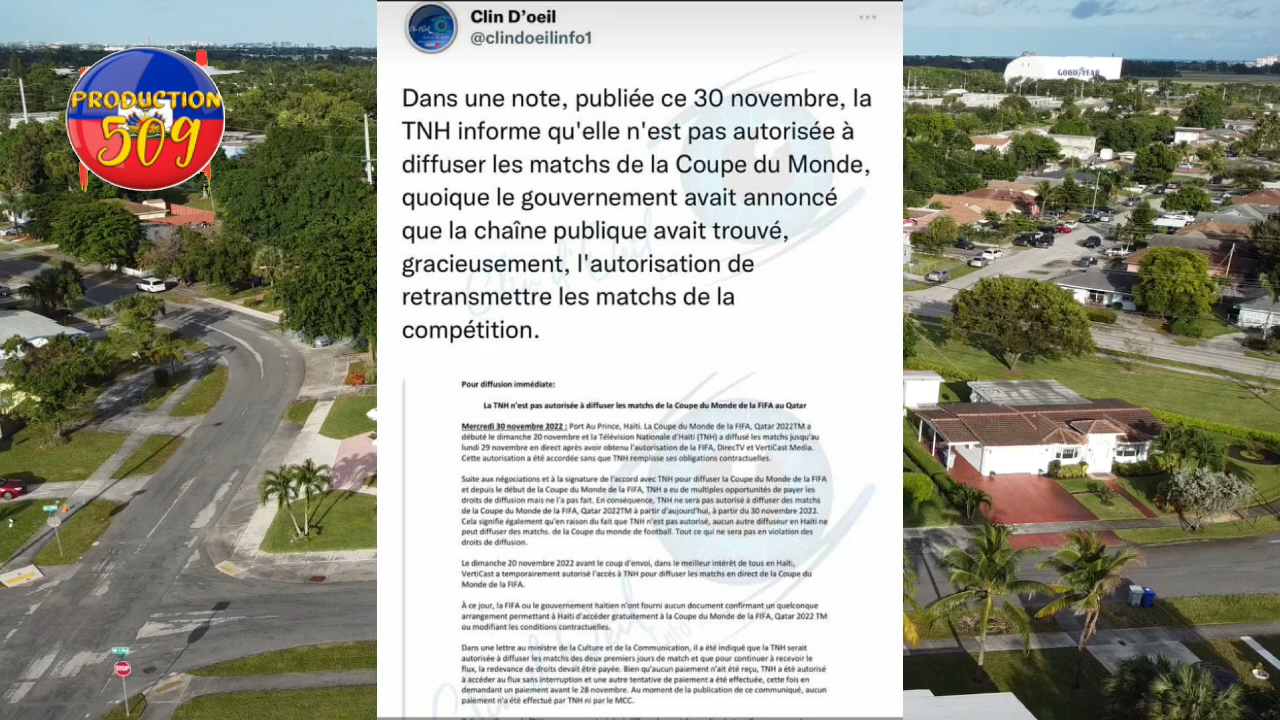 PRODUCTION
509
GOODYEAR
STOP
Clin D'oeil
@clindoeilinfo1
Dans une note, publiée ce 30 novembre, la
TNH informe qu'elle n'est pas autorisée à
diffuser les matchs de la Coupe du Monde,
quoique le gouvernement avait annoncé
que la chaîne publique avait trouvé,
gracieusement, l'autorisation de
retransmettre les matchs de la
compétition.
Pour diffusion immédiate:
La TNH n'est pas autorisée à diffuser les matchs de la Coupe du Monde de la FIFA au Qatar
Mercredi 30 novembre 2022 : Port Au Prince, Haiti. La Coupe du Monde de la FIFA, Qatar 2022TM a
débuté le dimanche 20 novembre et la Télévision Nationale d'Haiti (TNH) a diffusé les matchs jusqu'au
lundi 29 novembre en direct après avoir obtenu l'autorisation de la FIFA, DirecTV et VertiCast Media.
Cette autorisation a été accordée sans que TNH remplisse ses obligations contractuelles.
Suite aux négociations et à la signature de l'accord avec TNH pour diffuser la Coupe du Monde de la FIFA
et depuis le début de la Coupe du Monde de la FIFA, TNH a eu de multiples opportunités de payer les
droits de diffusion mais ne l'a pas fait. En conséquence, TNH ne sera pas autorisé à diffuser des matchs
de la Coupe du Monde de la FIFA, Qatar 2022TM à partir d'aujourd'hui, à partir du 30 novembre 2022.
Cela signifie également qu'en raison du fait que TNH n'est pas autorisé, aucun autre diffuseur en Haiti ne
peut diffuser des matchs. de la Coupe du monde de football. Tout ce qui ne sera pas en violation des
droits de diffusion.
Le dimanche 20 novembre 2022 avant le coup d'envoi, dans le meilleur intérêt de tous en Haiti,
VertiCast a temporairement autorisé l'accès à TNH pour diffuser les matchs en direct de la Coupe du
Monde de la FIFA.
À ce jour, la FIFA ou le gouvernement haïtien n'ont fourni aucun document confirmant un quelconque
arrangement permettant à Haiti d'accéder gratuitement à la Coupe du Monde de la FIFA, Qatar 2022 TM
ou modifiant les conditions contractuelles.
Dans une lettre au ministre de la Culture et de la Communication, il a été indiqué que la TNH serait
autorisée à diffuser les matchs des deux premiers jours de match et que pour continuer à recevoir le
flux, la redevance de droits devait être payée. Bien qu'aucun paiement n'ait été reçu, TNH a été autorisé
à accéder au flux sans interruption et une autre tentative de paiement a été effectuée, cette fois en
demandant un paiement avant le 28 novembre. Au moment de la publication de ce communiqué, aucun
paiement n'a été effectué par TNH ni par le MCC.